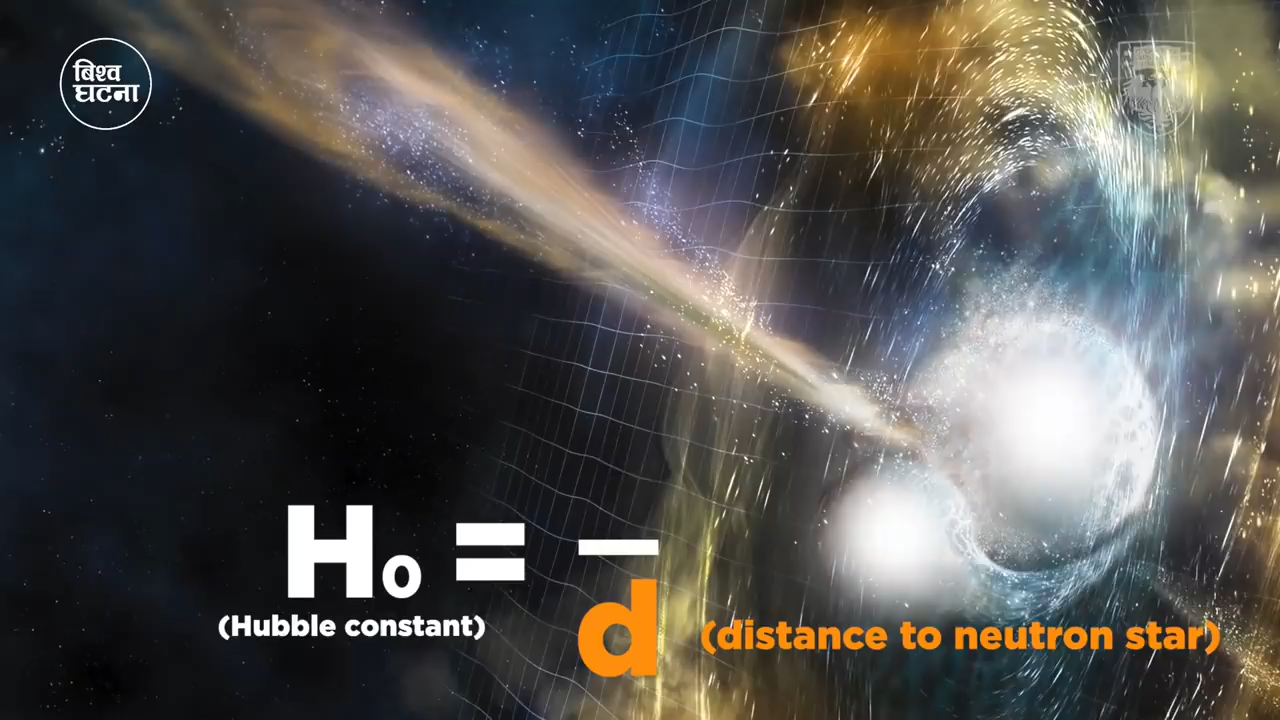 बिश्व
घटना
H₀ = —
d
(Hubble constant)
(distance to neutron star)